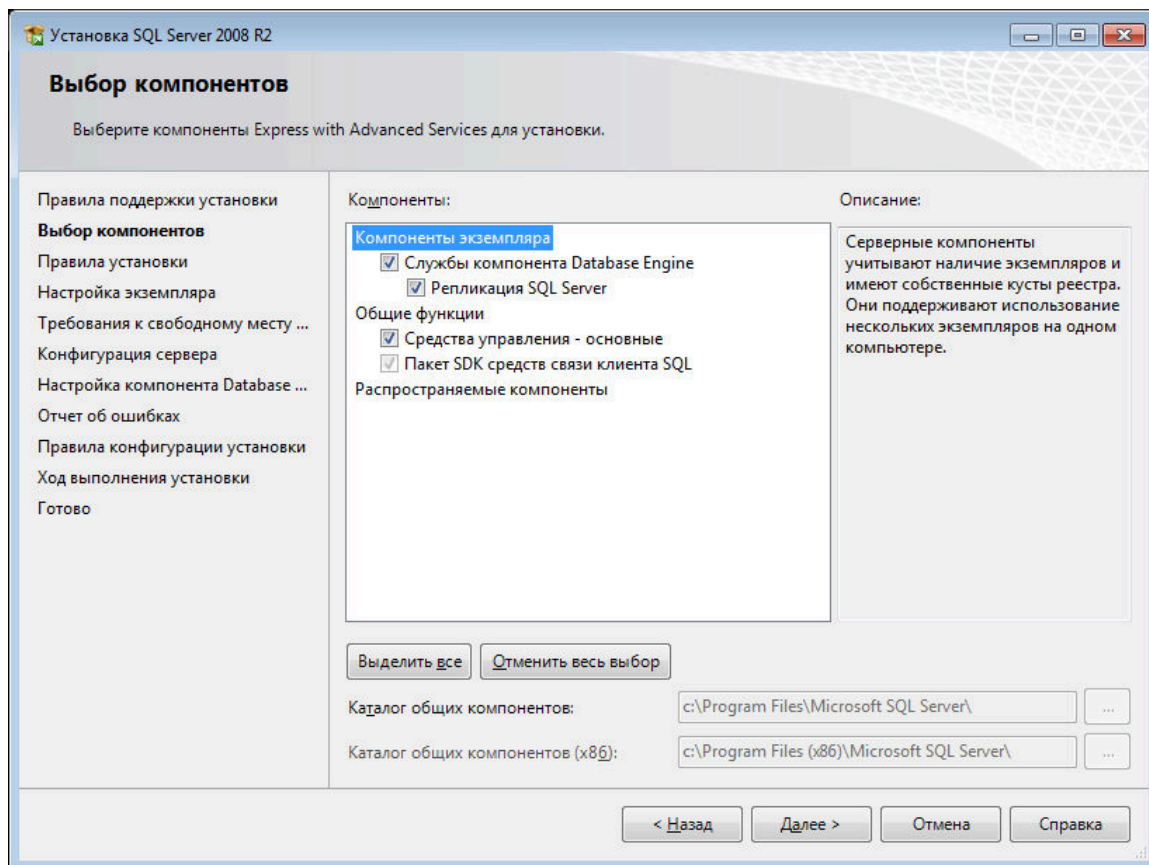 Установка SQL Server 2008 R2
Выбор компонентов
Выберите компоненты Express with Advanced Services для установки.
Правила поддержки установки
Выбор компонентов
Правила установки
Настройка экземпляра
Требования к свободному месту ...
Конфигурация сервера
Настройка компонента Database ...
Отчет об ошибках
Правила конфигурации установки
Ход выполнения установки
Готово
Компоненты:
Компоненты экземпляра
Службы компонента Database Engine
Репликация SQL Server
Общие функции
Средства управления - основные
Пакет SDK средств связи клиента SQL
Распространяемые компоненты
Описание:
Серверные компоненты
учитывают наличие экземпляров и
имеют собственные кусты реестра.
Они поддерживают использование
нескольких экземпляров на одном
компьютере.
Выделить все
Отменить весь выбор
Каталог общих компонентов:
c:\Program Files\Microsoft SQL Server\
...
Каталог общих компонентов (x86):
c:\Program Files (x86)\Microsoft SQL Server\
...
< Назад
Далее >
Отмена
Справка